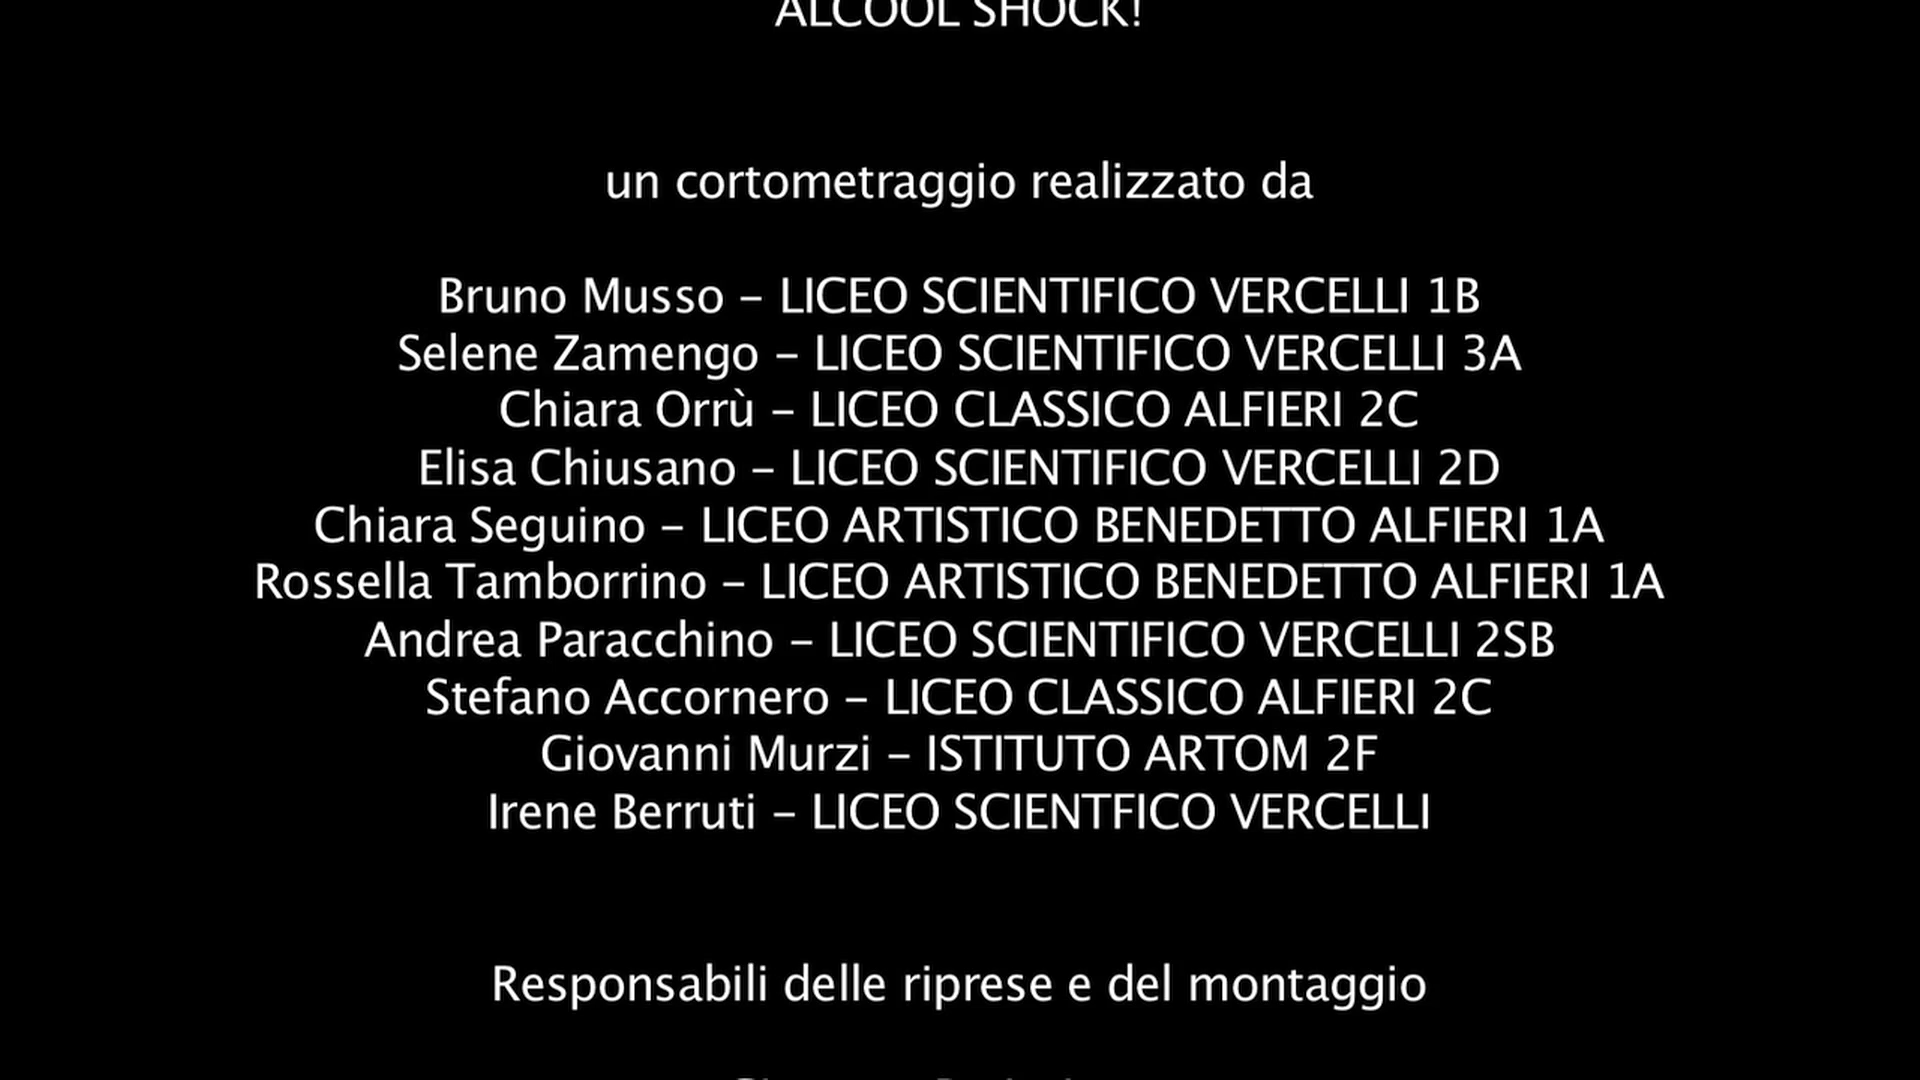 ALCOOL SHOCK!
un cortometraggio realizzato da
Bruno Musso - LICEO SCIENTIFICO VERCELLI 1B
Selene Zamengo - LICEO SCIENTIFICO VERCELLI 3A
Chiara Orrù - LICEO CLASSICO ALFIERI 2C
Elisa Chiusano - LICEO SCIENTIFICO VERCELLI 2D
Chiara Seguino - LICEO ARTISTICO BENEDETTO ALFIERI 1A
Rossella Tamborrino - LICEO ARTISTICO BENEDETTO ALFIERI 1A
Andrea Paracchino - LICEO SCIENTIFICO VERCELLI 2SB
Stefano Accornero - LICEO CLASSICO ALFIERI 2C
Giovanni Murzi - ISTITUTO ARTOM 2F
Irene Berruti - LICEO SCIENTFICO VERCELLI
Responsabili delle riprese e del montaggio